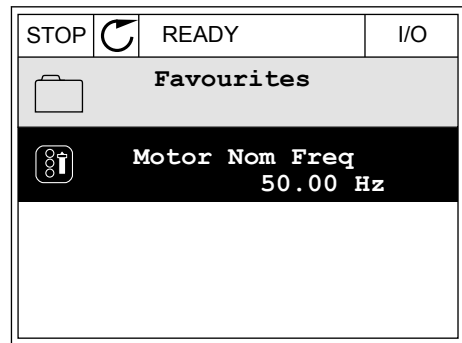 STOP READY I/O
Favourites
Motor Nom Freq
50.00 Hz